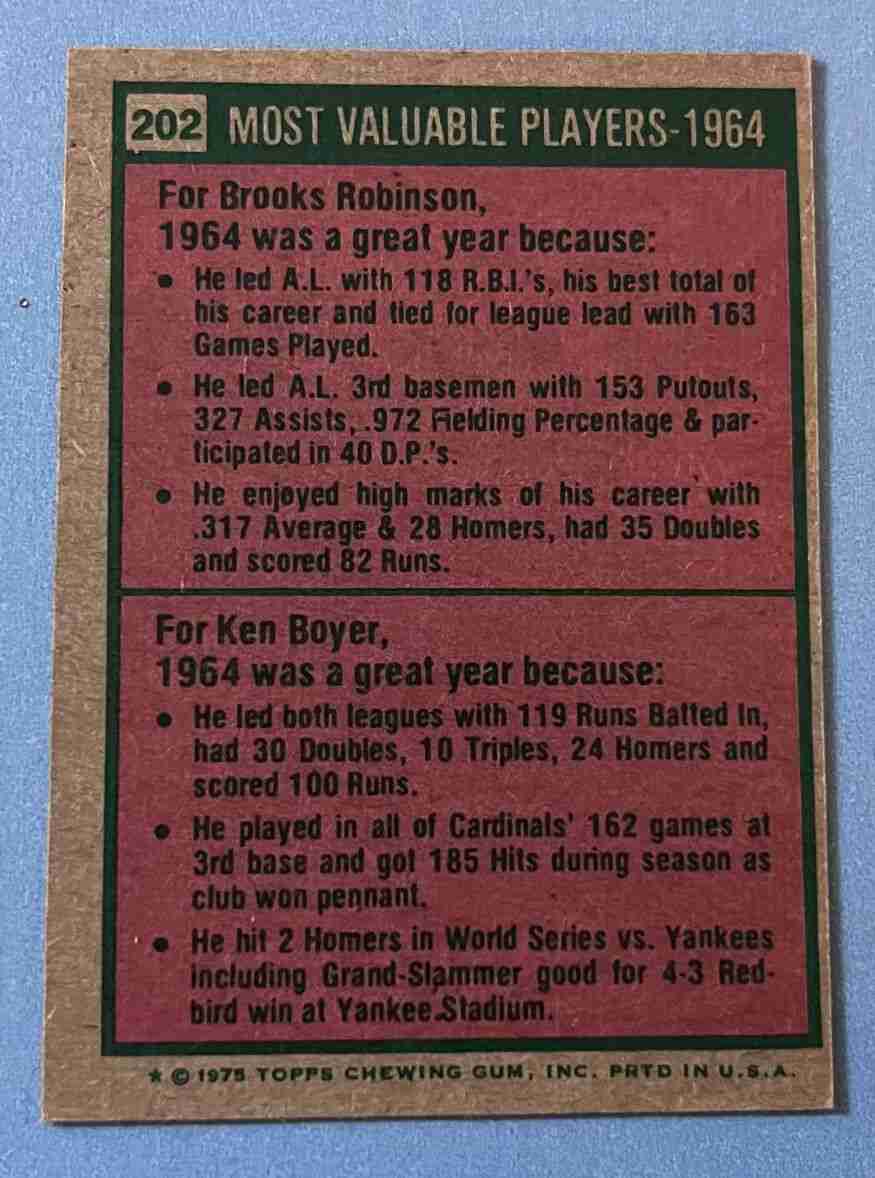 202 MOST VALUABLE PLAYERS-1964
For Brooks Robinson,
1964 was a great year because:
• He led A.L. with 118 R.B.I.'s, his best total of
his career and tied for league lead with 163
Games Played.
• He led A.L. 3rd basemen with 153 Putouts,
327 Assists, .972 Fielding Percentage & par-
ticipated in 40 D.P.'s.
• He enjoyed high marks of his career with
.317 Average & 28 Homers, had 35 Doubles
and scored 82 Runs.
For Ken Boyer,
1964 was a great year because:
• He led both leagues with 119 Runs Batted In,
had 30 Doubles, 10 Triples, 24 Homers and
scored 100 Runs.
• He played in all of Cardinals' 162 games at
3rd base and got 185 Hits during season as
club won pennant.
• He hit 2 Homers in World Series vs. Yankees
including Grand-Slammer good for 4-3 Red-
bird win at Yankee Stadium.
★ © 1975 TOPPS CHEWING GUM, INC. PRTD IN U.S.A.